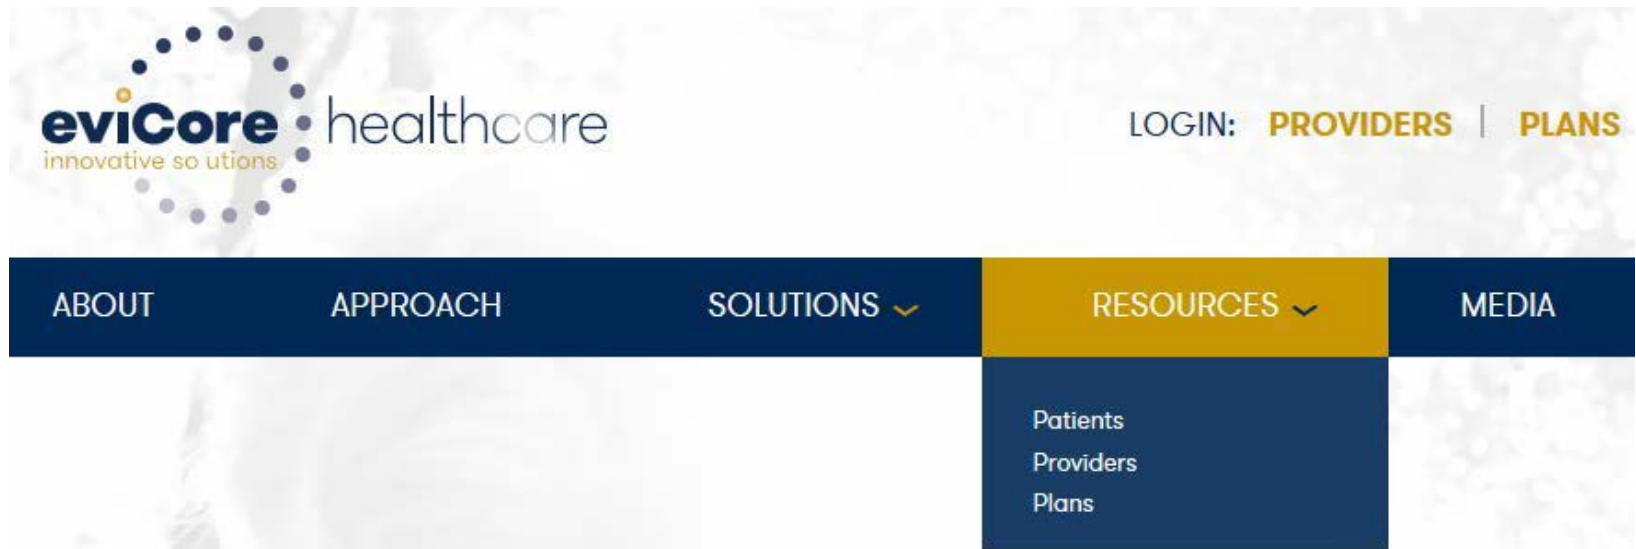 eviCore healthcare
innovative so utions
LOGIN: PROVIDERS | PLANS
ABOUT APPROACH SOLUTIONS RESOURCES MEDIA
Patients
Providers
Plans